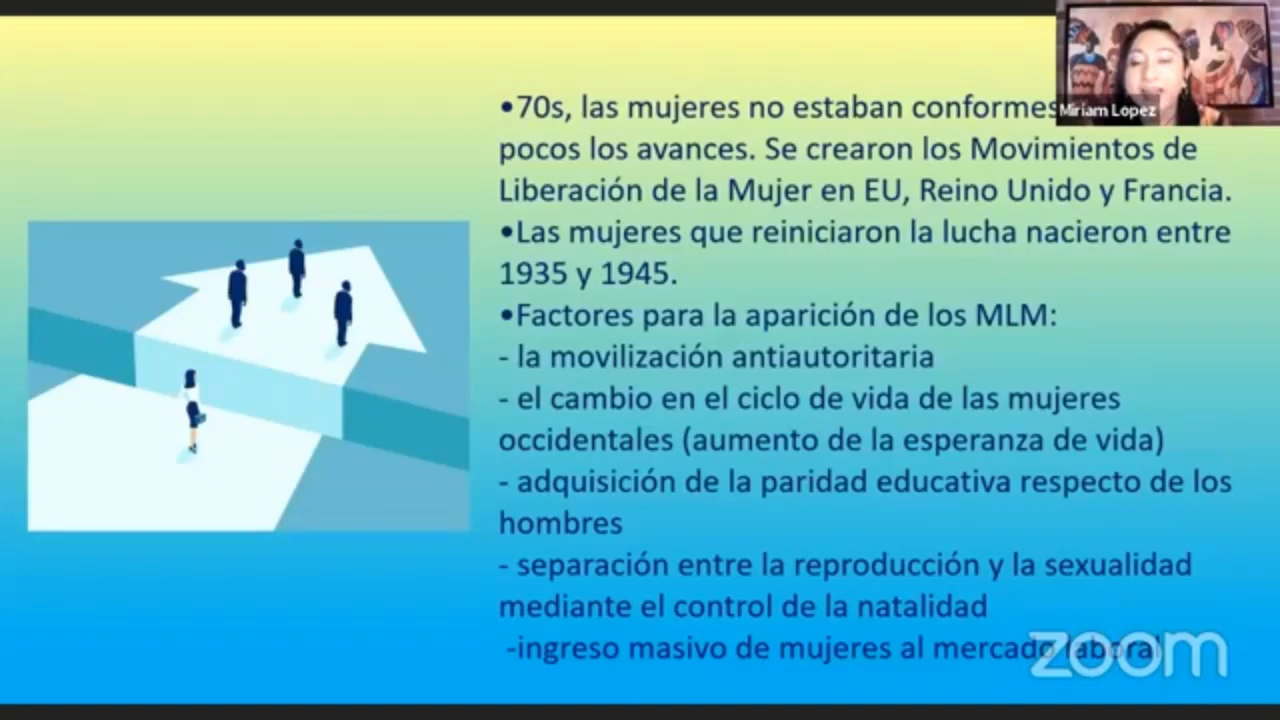 •70s, las mujeres no estaban conformes
pocos los avances. Se crearon los Movimientos de
Liberación de la Mujer en EU, Reino Unido y Francia.
•Las mujeres que reiniciaron la lucha nacieron entre
1935 y 1945.
•Factores para la aparición de los MLM:
- la movilización antiautoritaria
- el cambio en el ciclo de vida de las mujeres
occidentales (aumento de la esperanza de vida)
- adquisición de la paridad educativa respecto de los
hombres
- separación entre la reproducción y la sexualidad
mediante el control de la natalidad
-ingreso masivo de mujeres al mercado laboral
Miriam Lopez
zoom